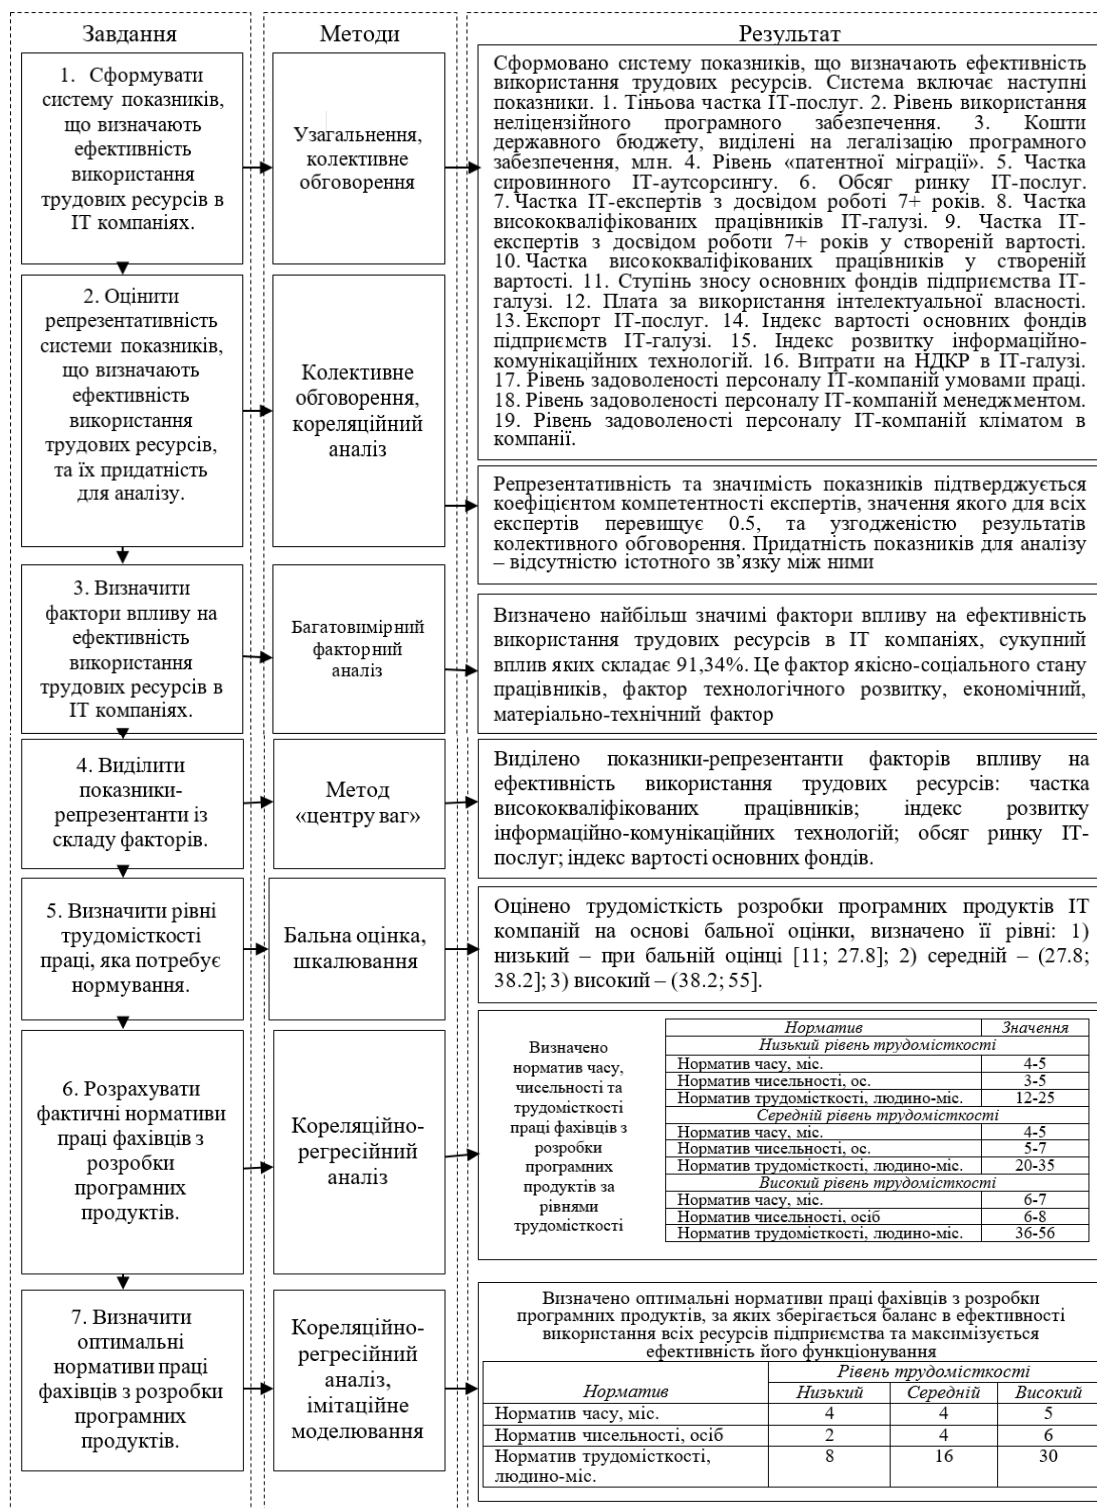 Завдання
Методи
Результат
1. Сформувати
систему показників,
що визначають
ефективність
використання
трудових ресурсів в
ІТ компаніях.
Узагальнення,
колективне
обговорення
Сформовано систему показників, що визначають ефективність
використання трудових ресурсів. Система включає наступні
показники. 1. Тіньова частка ІТ-послуг. 2. Рівень використання
неліцензійного програмного забезпечення. 3. Кошти
державного бюджету, виділені на легалізацію програмного
забезпечення, млн. 4. Рівень «патентної міграції». 5. Частка
сировинного ІТ-аутсорсингу. 6. Обсяг ринку ІТ-послуг.
7. Частка ІТ-експертів з досвідом роботі 7+ років. 8. Частка
висококваліфікованих працівників ІТ-галузі. 9. Частка ІТ-
експертів з досвідом роботи 7+ років у створеній вартості.
10. Частка висококваліфікованих працівників у створеній
вартості. 11. Ступінь зносу основних фондів підприємства ІТ-
галузі. 12. Плата за використання інтелектуальної власності.
13. Експорт ІТ-послуг. 14. Індекс вартості основних фондів
підприємств ІТ-галузі. 15. Індекс розвитку інформаційно-
комунікаційних технологій. 16. Витрати на НДКР в ІТ-галузі.
17. Рівень задоволеності персоналу ІТ-компаній умовами праці.
18. Рівень задоволеності персоналу ІТ-компаній менеджментом.
19. Рівень задоволеності персоналу ІТ-компаній кліматом в
компанії.
2. Оцінити
репрезентативність
системи показників,
що визначають
ефективність
використання
трудових ресурсів,
та їх придатність
для аналізу.
Колективне
обговорення,
кореляційний
аналіз
Репрезентативність та значимість показників підтверджується
коефіцієнтом компетентності експертів, значення якого для всіх
експертів перевищує 0.5, та узгодженістю результатів
колективного обговорення. Придатність показників для аналізу
– відсутністю істотного зв’язку між ними
3. Визначити
фактори впливу на
ефективність
використання
трудових ресурсів в
ІТ компаніях.
Багатовимірний
факторний
аналіз
Визначено найбільш значимі фактори впливу на ефективність
використання трудових ресурсів в ІТ компаніях, сукупний
вплив яких складає 91,34%. Це фактор якісно-соціального стану
працівників, фактор технологічного розвитку, економічний,
матеріально-технічний фактор
4. Виділити
показники-
репрезентанти із
складу факторів.
Метод
«центру ваг»
Виділено показники-репрезентанти факторів впливу на
ефективність використання трудових ресурсів: частка
висококваліфікованих працівників; індекс розвитку
інформаційно-комунікаційних технологій; обсяг ринку ІТ-
послуг; індекс вартості основних фондів.
5. Визначити рівні
трудомісткості
праці, яка потребує
нормування.
Бальна оцінка,
шкалювання
Оцінено трудомісткість розробки програмних продуктів ІТ
компаній на основі бальної оцінки, визначено її рівні: 1)
низький – при бальній оцінці [11; 27.8]; 2) середній – (27.8;
38.2]; 3) високий – (38.2; 55].
6. Розрахувати
фактичні нормативи
праці фахівців з
розробки
програмних
продуктів.
Кореляційно-
регресійний
аналіз
Визначено
норматив часу,
чисельності та
трудомісткості
праці фахівців з
розробки
програмних
продуктів за
рівнями
трудомісткості
Норматив Значення
Низький рівень трудомісткості
Норматив часу, міс. 4-5
Норматив чисельності, ос. 3-5
Норматив трудомісткості, людино-міс. 12-25
Середній рівень трудомісткості
Норматив часу, міс. 4-5
Норматив чисельності, ос. 5-7
Норматив трудомісткості, людино-міс. 20-35
Високий рівень трудомісткості
Норматив часу, міс. 6-7
Норматив чисельності, осіб 6-8
Норматив трудомісткості, людино-міс. 36-56
7. Визначити
оптимальні
нормативи праці
фахівців з розробки
програмних
продуктів.
Кореляційно-
регресійний
аналіз,
імітаційне
моделювання
Визначено оптимальні нормативи праці фахівців з розробки
програмних продуктів, за яких зберігається баланс в ефективності
використання всіх ресурсів підприємства та максимізується
ефективність його функціонування
Норматив Рівень трудомісткості
Низький Середній Високий
Норматив часу, міс. 4 4 5
Норматив чисельності, осіб 2 4 6
Норматив трудомісткості, 8 16 30
людино-міс.